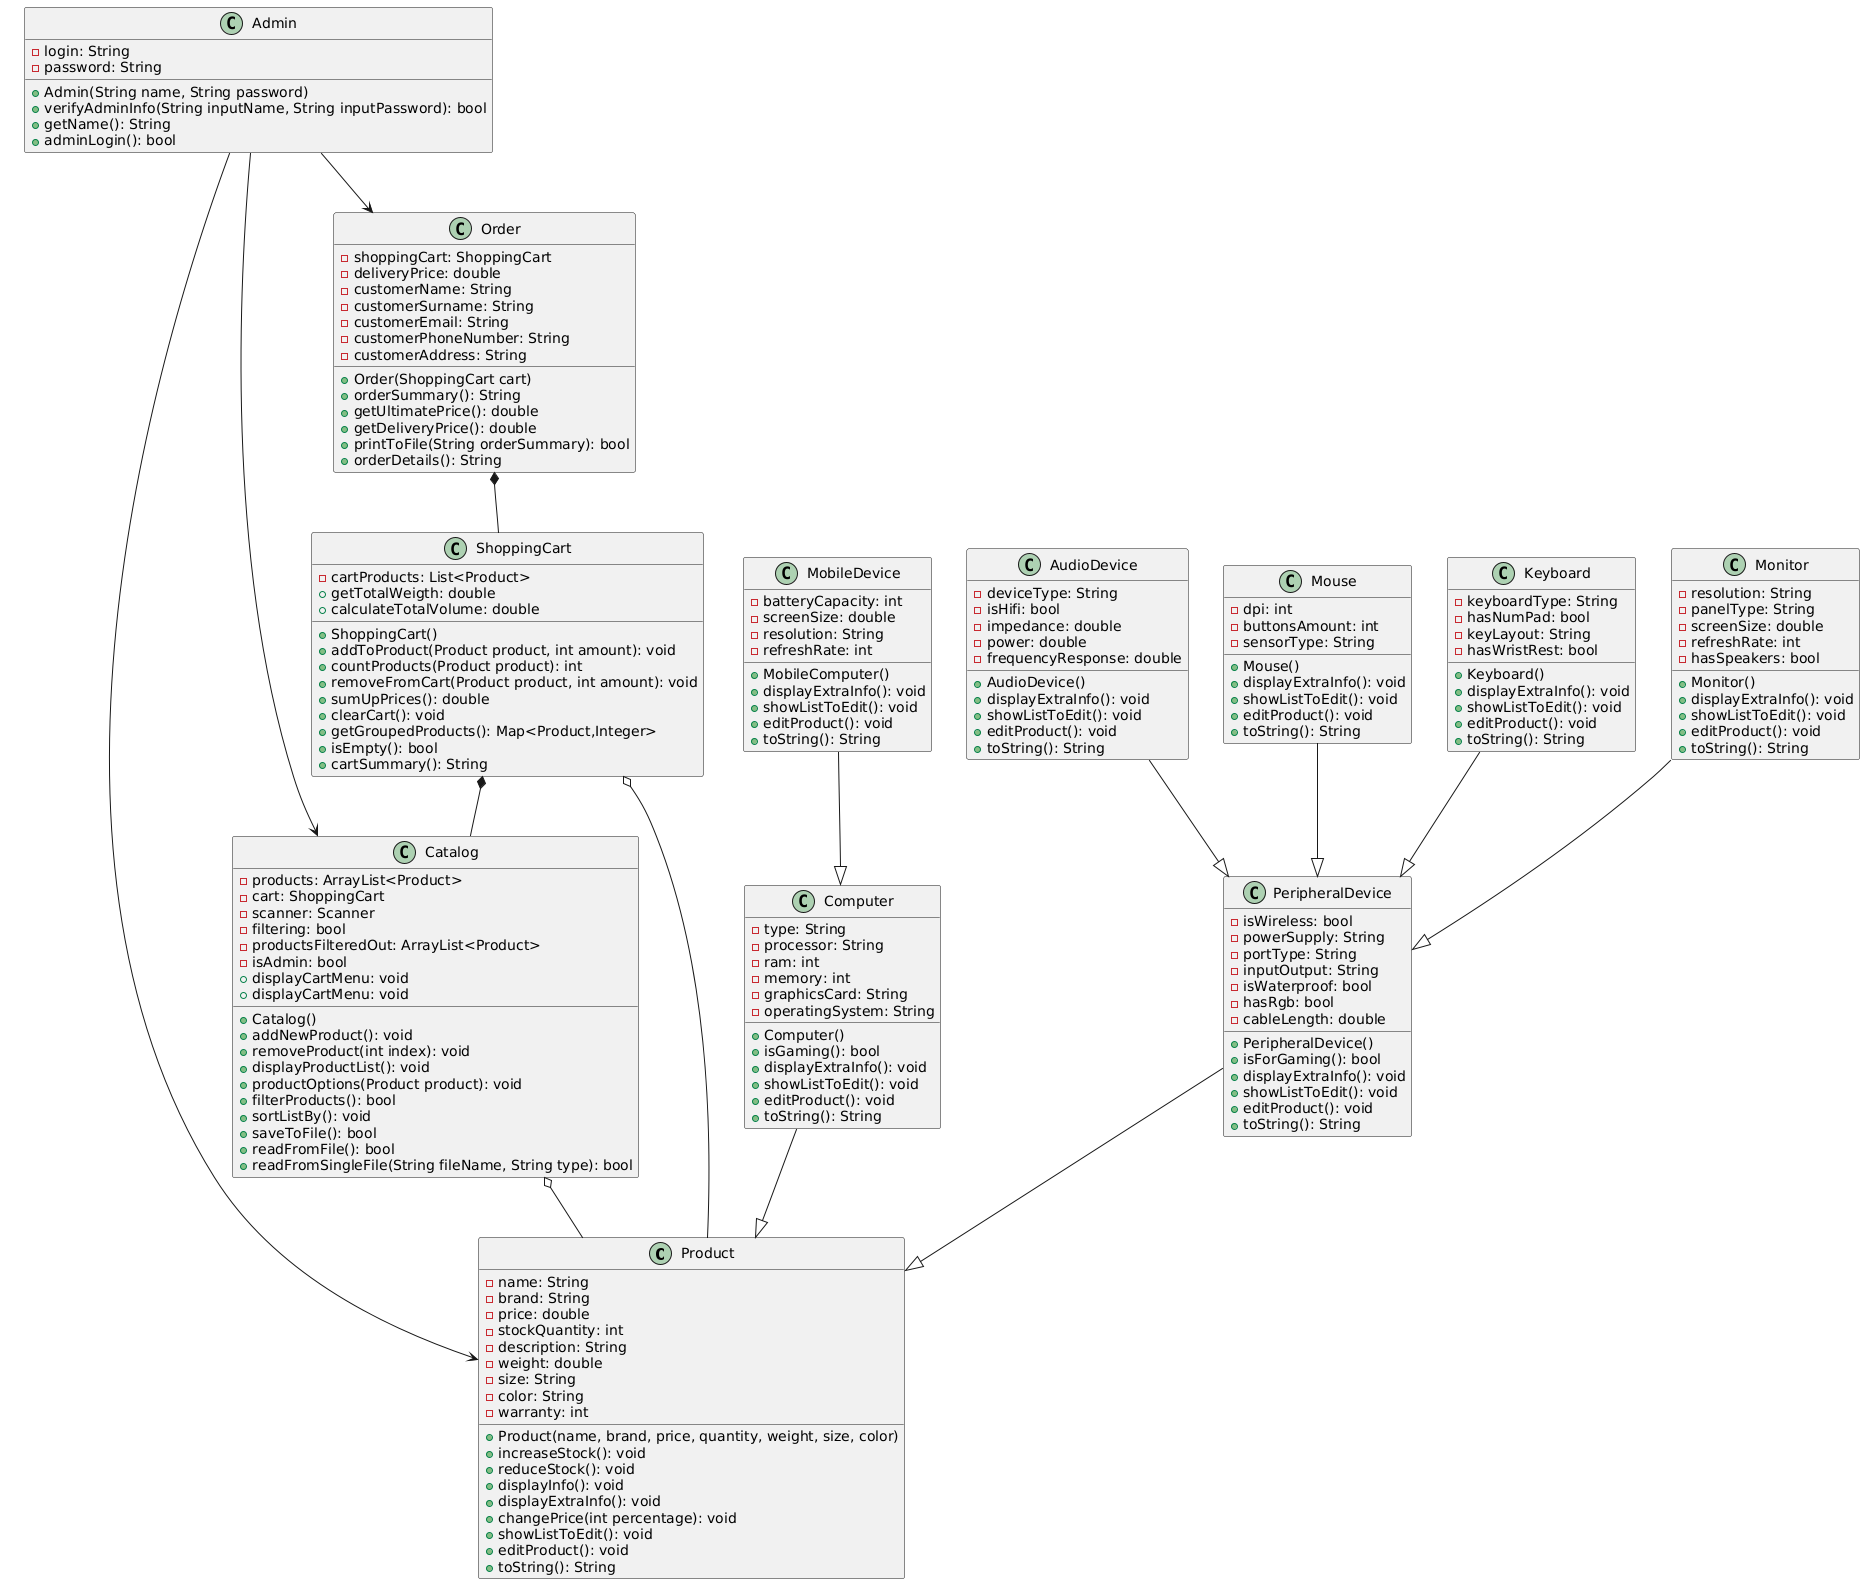 C Admin
login: String
password: String
Admin(String name, String password)
verifyAdminInfo(String inputName, String inputPassword): bool
getName(): String
adminLogin(): bool
C Order
shoppingCart: ShoppingCart
deliveryPrice: double
customerName: String
customerSurname: String
customerEmail: String
customerPhoneNumber: String
customerAddress: String
Order(ShoppingCart cart)
orderSummary(): String
getUltimatePrice(): double
getDeliveryPrice(): double
printToFile(String orderSummary): bool
orderDetails(): String
C ShoppingCart
cartProducts: List<Product>
getTotalWeigth: double
calculateTotalVolume: double
ShoppingCart()
addToProduct(Product product, int amount): void
countProducts(Product product): int
removeFromCart(Product product, int amount): void
sumUpPrices(): double
clearCart(): void
getGroupedProducts(): Map<Product,Integer>
isEmpty(): bool
cartSummary(): String
C MobileDevice
batteryCapacity: int
screenSize: double
resolution: String
refreshRate: int
MobileComputer()
displayExtraInfo(): void
showListToEdit(): void
editProduct(): void
toString(): String
C AudioDevice
deviceType: String
isHifi: bool
impedance: double
power: double
frequencyResponse: double
AudioDevice()
displayExtraInfo(): void
showListToEdit(): void
editProduct(): void
toString(): String
C Mouse
dpi: int
buttonsAmount: int
sensorType: String
Mouse()
displayExtraInfo(): void
showListToEdit(): void
editProduct(): void
toString(): String
C Keyboard
keyboardType: String
hasNumPad: bool
keyLayout: String
hasWristRest: bool
Keyboard()
displayExtraInfo(): void
showListToEdit(): void
editProduct(): void
toString(): String
C Monitor
resolution: String
panelType: String
screenSize: double
refreshRate: int
hasSpeakers: bool
Monitor()
displayExtraInfo(): void
showListToEdit(): void
editProduct(): void
toString(): String
C Catalog
products: ArrayList<Product>
cart: ShoppingCart
scanner: Scanner
filtering: bool
productsFilteredOut: ArrayList<Product>
isAdmin: bool
displayCartMenu: void
displayCartMenu: void
Catalog()
addNewProduct(): void
removeProduct(int index): void
displayProductList(): void
productOptions(Product product): void
filterProducts(): bool
sortListBy(): void
saveToFile(): bool
readFromFile(): bool
readFromSingleFile(String fileName, String type): bool
C Computer
type: String
processor: String
ram: int
memory: int
graphicsCard: String
operatingSystem: String
Computer()
isGaming(): bool
displayExtraInfo(): void
showListToEdit(): void
editProduct(): void
toString(): String
C PeripheralDevice
isWireless: bool
powerSupply: String
portType: String
inputOutput: String
isWaterproof: bool
hasRgb: bool
cableLength: double
PeripheralDevice()
isForGaming(): bool
displayExtraInfo(): void
showListToEdit(): void
editProduct(): void
toString(): String
C Product
name: String
brand: String
price: double
stockQuantity: int
description: String
weight: double
size: String
color: String
warranty: int
Product(name, brand, price, quantity, weight, size, color)
increaseStock(): void
reduceStock(): void
displayInfo(): void
displayExtraInfo(): void
changePrice(int percentage): void
showListToEdit(): void
editProduct(): void
toString(): String